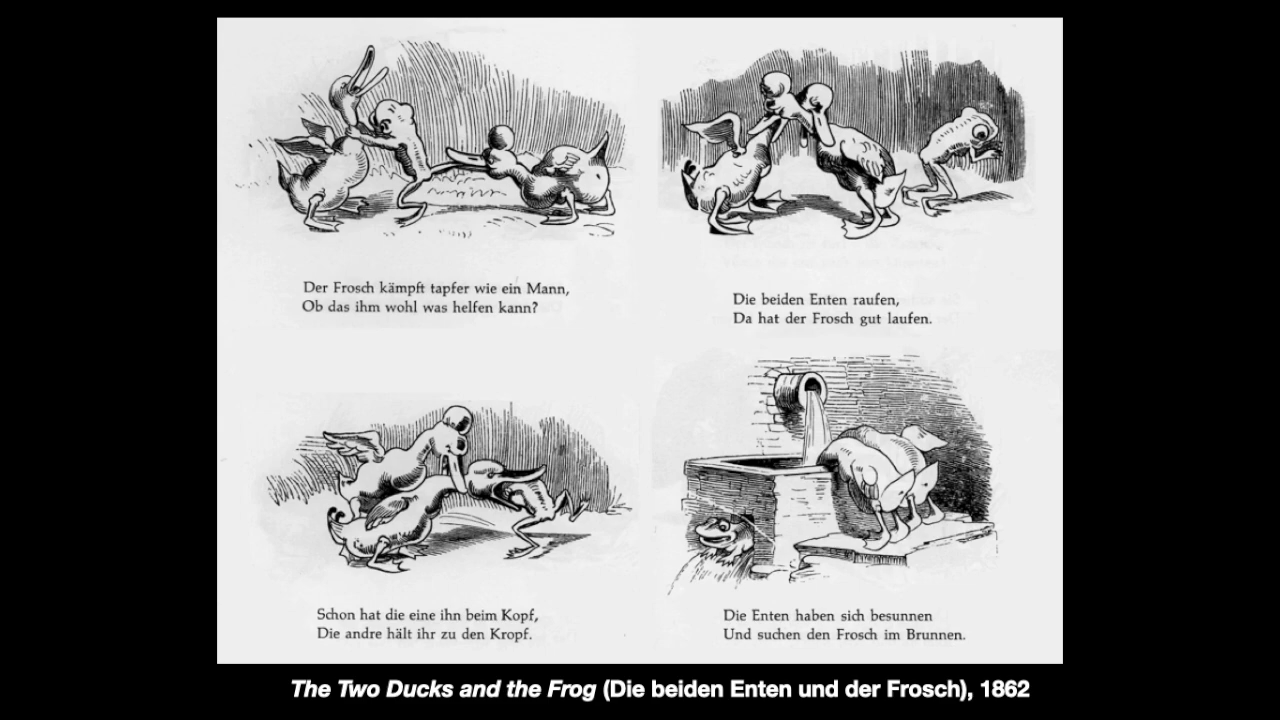 Der Frosch kämpft tapfer wie ein Mann,
Ob das ihm wohl was helfen kann?
Die beiden Enten raufen,
Da hat der Frosch gut laufen.
Schon hat die eine ihn beim Kopf,
Die andre hält ihr zu den Kropf.
Die Enten haben sich besunnen
Und suchen den Frosch im Brunnen.
The Two Ducks and the Frog (Die beiden Enten und der Frosch), 1862